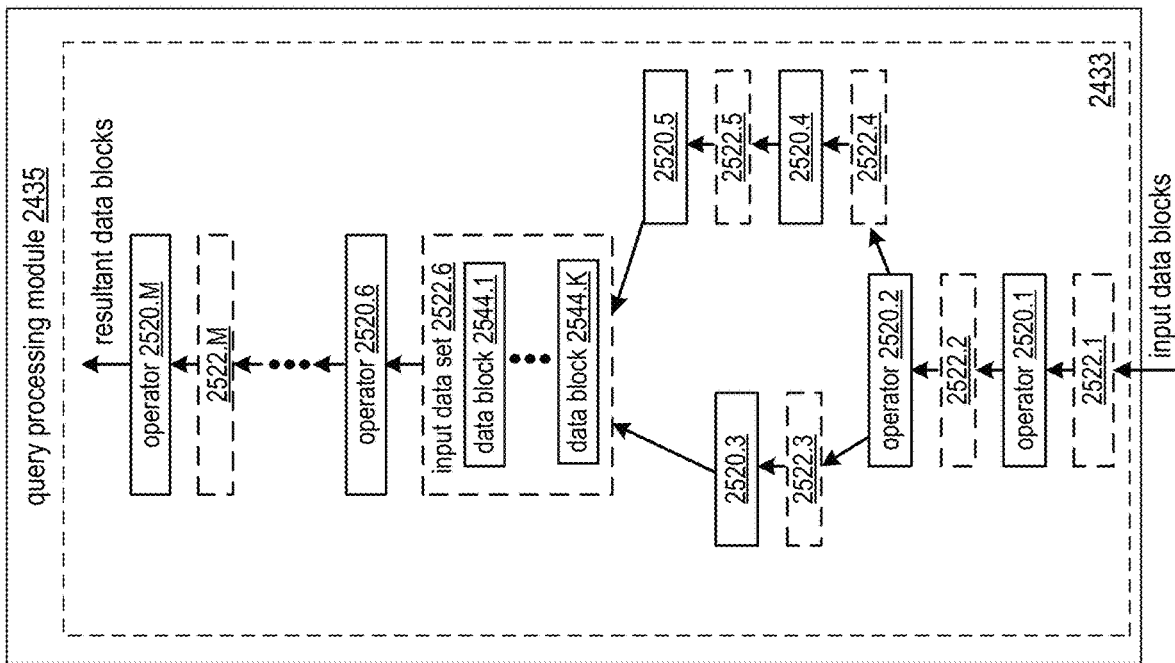 query processing module 2435
resultant data blocks
operator 2520.M
2522.M
operator 2520.6
input data set 2522.6
data block 2544.1
data block 2544.K
2520.5
2522.5
2520.4
2522.4
2520.3
2522.3
operator 2520.2
2522.2
operator 2520.1
2522.1
2433
input data blocks